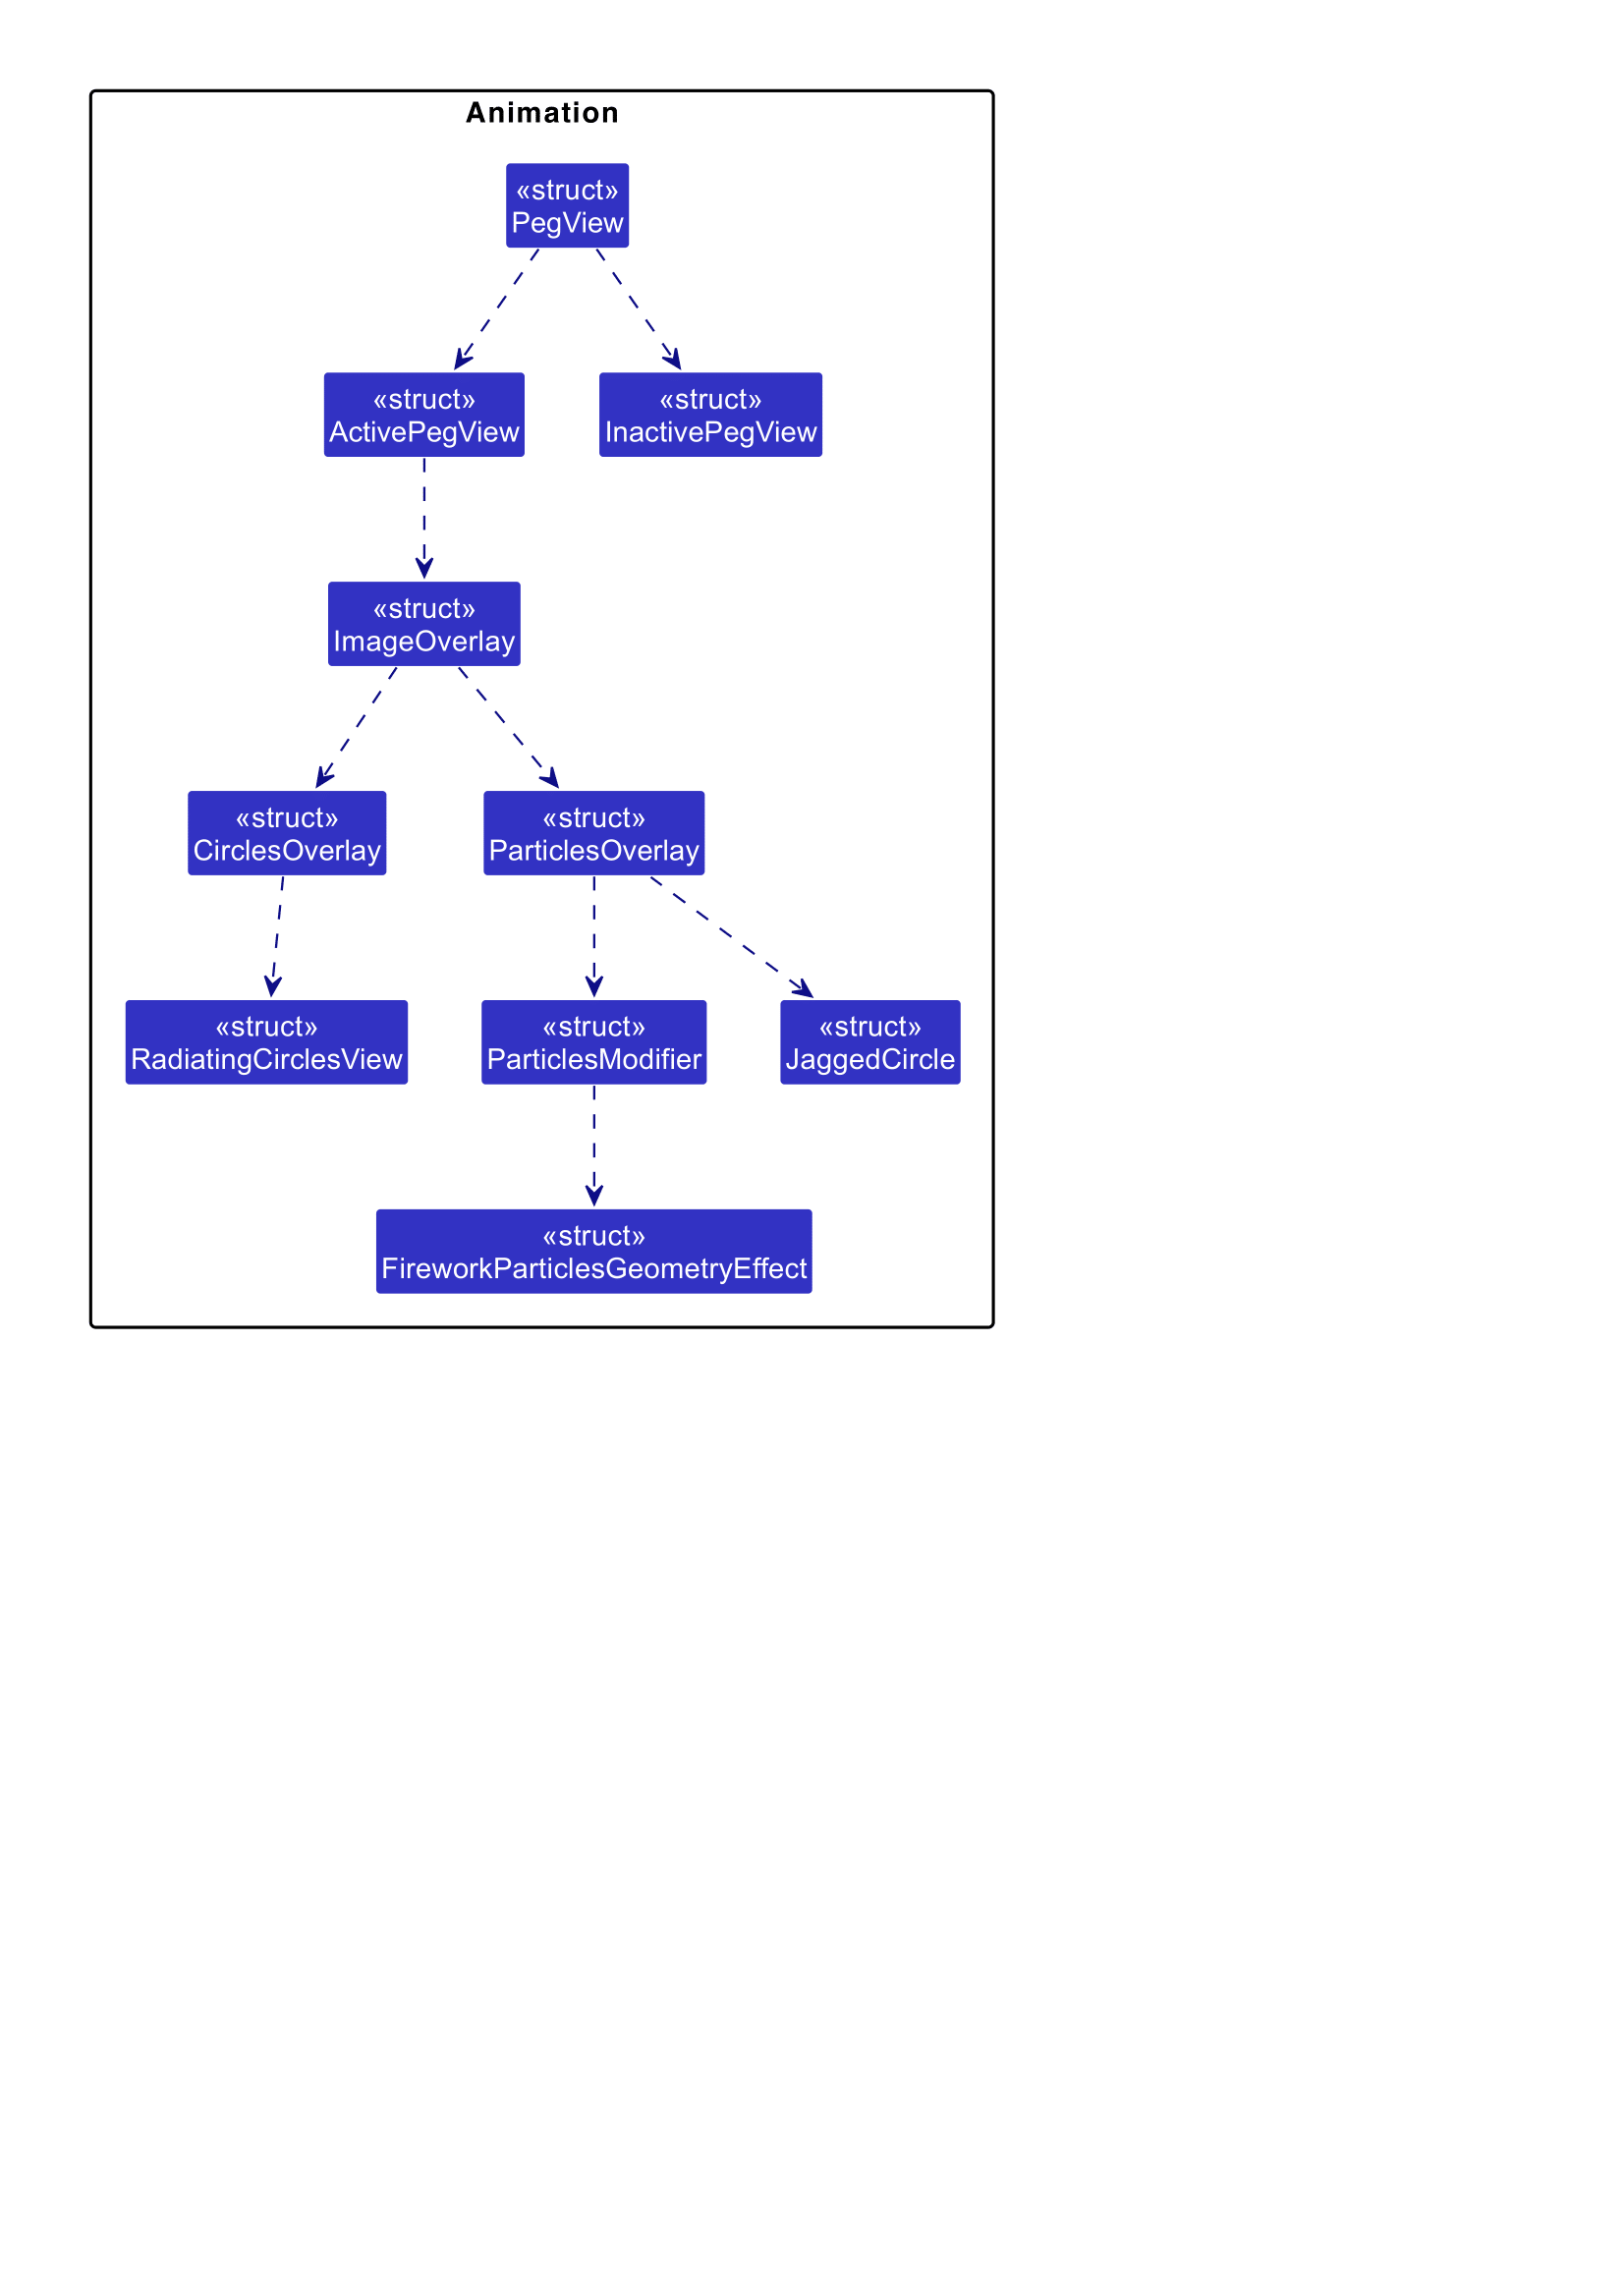 Animation
«struct»
PegView
«struct»
ActivePegView
«struct»
InactivePegView
«struct»
ImageOverlay
«struct»
CirclesOverlay
«struct»
ParticlesOverlay
«struct»
RadiatingCirclesView
«struct»
ParticlesModifier
«struct»
JaggedCircle
«struct»
FireworkParticlesGeometryEffect